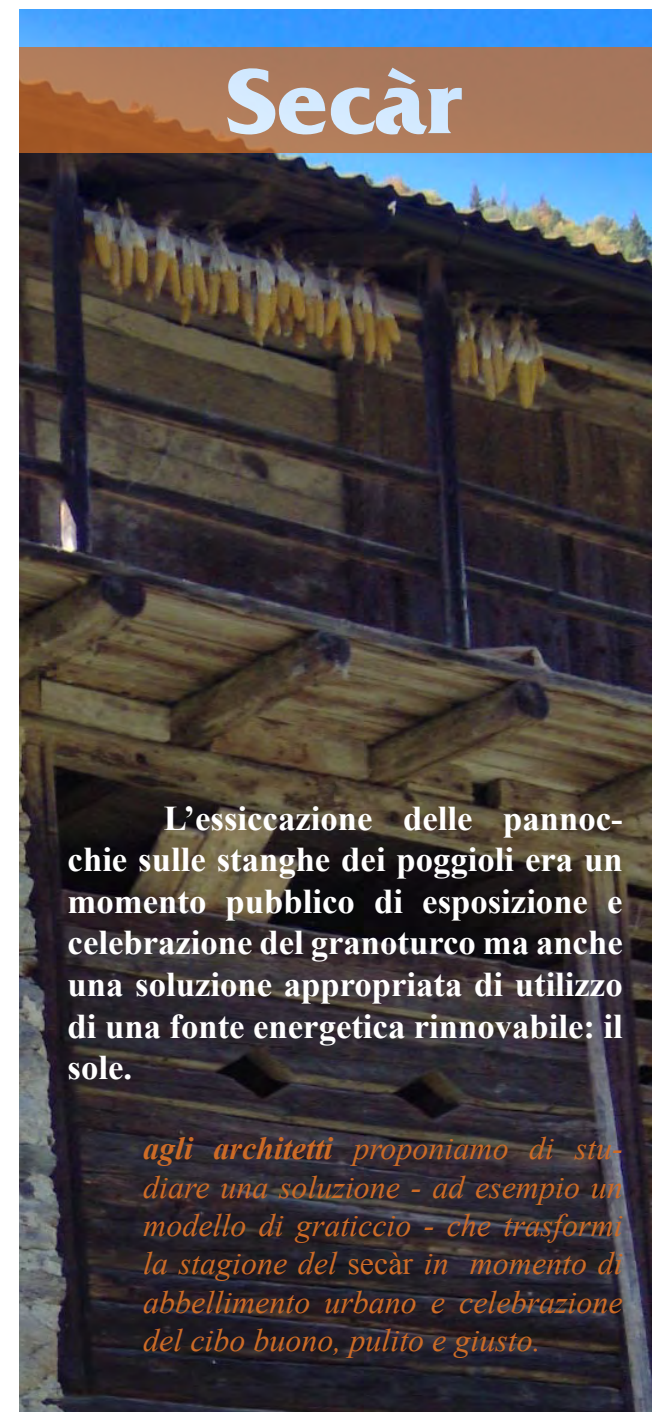 Secàr
L’essiccazione delle pannoc-
chie sulle stanghe dei poggioli era un
momento pubblico di esposizione e
celebrazione del granoturco ma anche
una soluzione appropriata di utilizzo
di una fonte energetica rinnovabile: il
sole.
agli architetti proponiamo di stu-
diare una soluzione - ad esempio un
modello di graticcio - che trasformi
la stagione del secàr in momento di
abbellimento urbano e celebrazione
del cibo buono, pulito e giusto.